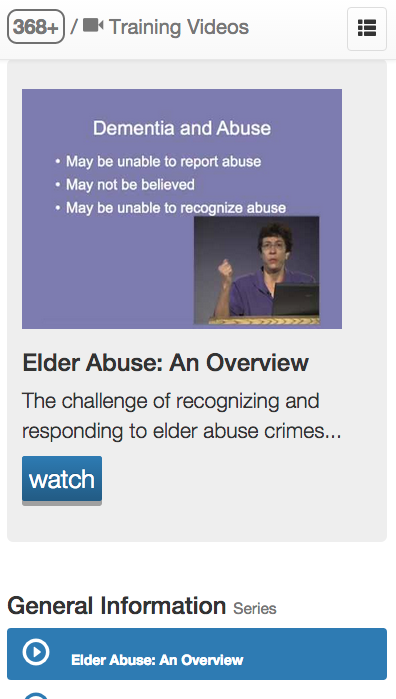 368+ / Training Videos
Dementia and Abuse
• May be unable to report abuse
• May not be believed
• May be unable to recognize abuse
Elder Abuse: An Overview
The challenge of recognizing and
responding to elder abuse crimes...
watch
General Information Series
Elder Abuse: An Overview